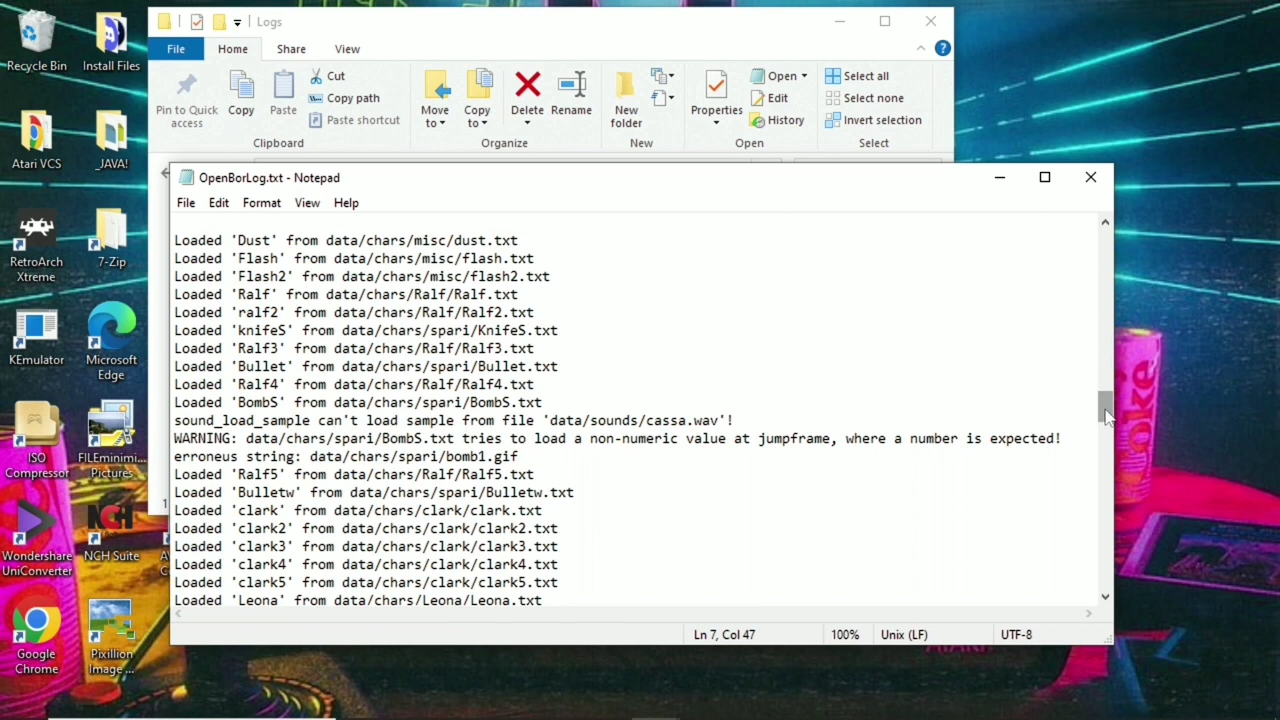 Logs
File Home Share View
Pin to Quick access
Copy
Paste
Cut
Copy path
Paste shortcut
Clipboard
Move to
Copy to
Delete
Rename
Organize
New folder
New
Properties
Open
Edit
History
Open
Select all
Select none
Invert selection
Select
Recycle Bin
Install Files
Atari VCS
_JAVA!
RetroArch Xtreme
7-Zip
KEmulator
Microsoft Edge
ISO Compressor
FILEminimi... Pictures
Wondershare UniConverter
NCH
NCH Suite
Google Chrome
Pixillion Image ...
OpenBorLog.txt - Notepad
File Edit Format View Help
Loaded 'Dust' from data/chars/misc/dust.txt
Loaded 'Flash' from data/chars/misc/flash.txt
Loaded 'Flash2' from data/chars/misc/flash2.txt
Loaded 'Ralf' from data/chars/Ralf/Ralf.txt
Loaded 'ralf2' from data/chars/Ralf/Ralf2.txt
Loaded 'knifeS' from data/chars/spari/KnifeS.txt
Loaded 'Ralf3' from data/chars/Ralf/Ralf3.txt
Loaded 'Bullet' from data/chars/spari/Bullet.txt
Loaded 'Ralf4' from data/chars/Ralf/Ralf4.txt
Loaded 'BombS' from data/chars/spari/BombS.txt
sound_load_sample can't load sample from file 'data/sounds/cassa.wav'!
WARNING: data/chars/spari/BombS.txt tries to load a non-numeric value at jumpframe, where a number is expected!
erroneus string: data/chars/spari/bomb1.gif
Loaded 'Ralf5' from data/chars/Ralf/Ralf5.txt
Loaded 'Bulletw' from data/chars/spari/Bulletw.txt
Loaded 'clark' from data/chars/clark/clark.txt
Loaded 'clark2' from data/chars/clark/clark2.txt
Loaded 'clark3' from data/chars/clark/clark3.txt
Loaded 'clark4' from data/chars/clark/clark4.txt
Loaded 'clark5' from data/chars/clark/clark5.txt
Loaded 'Leona' from data/chars/Leona/Leona.txt
Ln 7, Col 47 100% Unix (LF) UTF-8